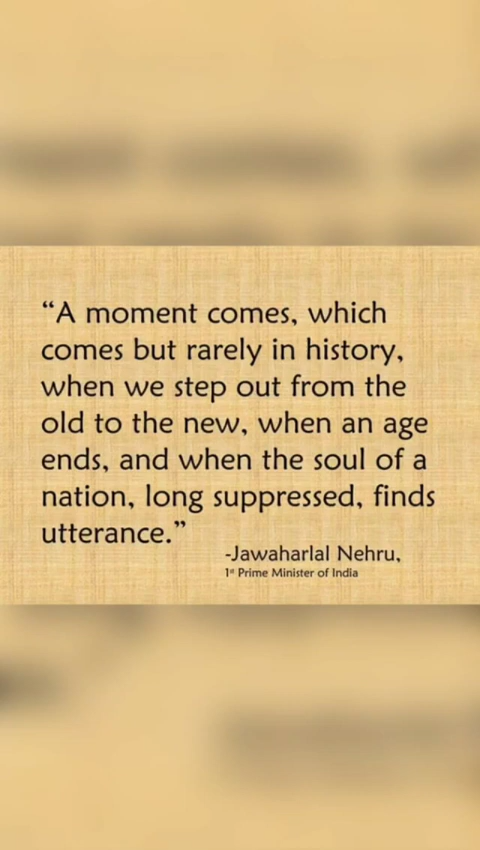 “A moment comes, which
comes but rarely in history,
when we step out from the
old to the new, when an age
ends, and when the soul of a
nation, long suppressed, finds
utterance.”
-Jawaharlal Nehru,
1st Prime Minister of India